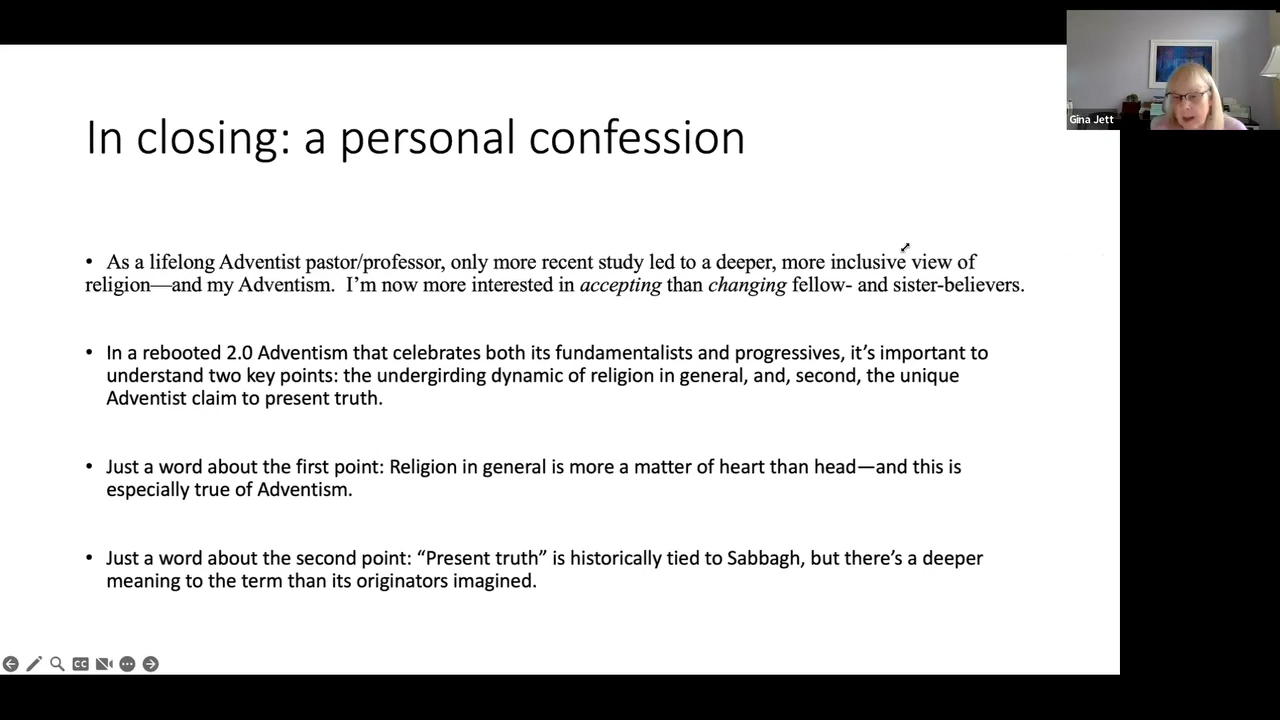 Gina Jett
In closing: a personal confession
• As a lifelong Adventist pastor/professor, only more recent study led to a deeper, more inclusive view of
religion—and my Adventism. I'm now more interested in accepting than changing fellow- and sister-believers.
• In a rebooted 2.0 Adventism that celebrates both its fundamentalists and progressives, it's important to
understand two key points: the undergirding dynamic of religion in general, and, second, the unique
Adventist claim to present truth.
• Just a word about the first point: Religion in general is more a matter of heart than head—and this is
especially true of Adventism.
• Just a word about the second point: “Present truth” is historically tied to Sabbagh, but there's a deeper
meaning to the term than its originators imagined.
CC